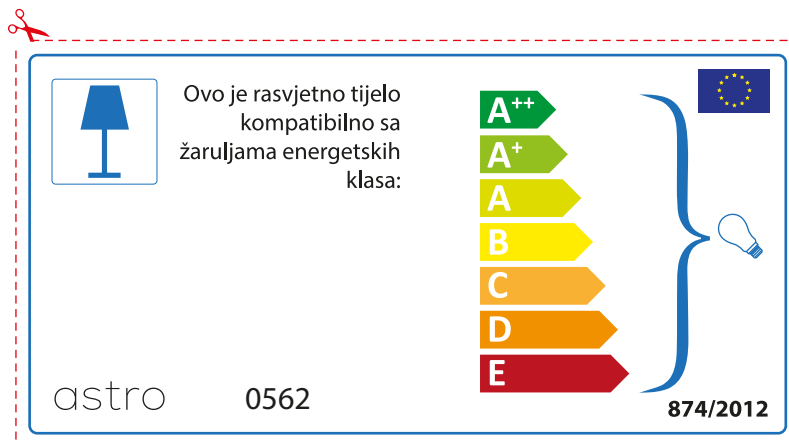 Ovo je rasvjetno tijelo
kompatibilno sa
žaruljama energetskih
klasa:
A++
A+
A
B
C
D
E
astro
0562
874/2012